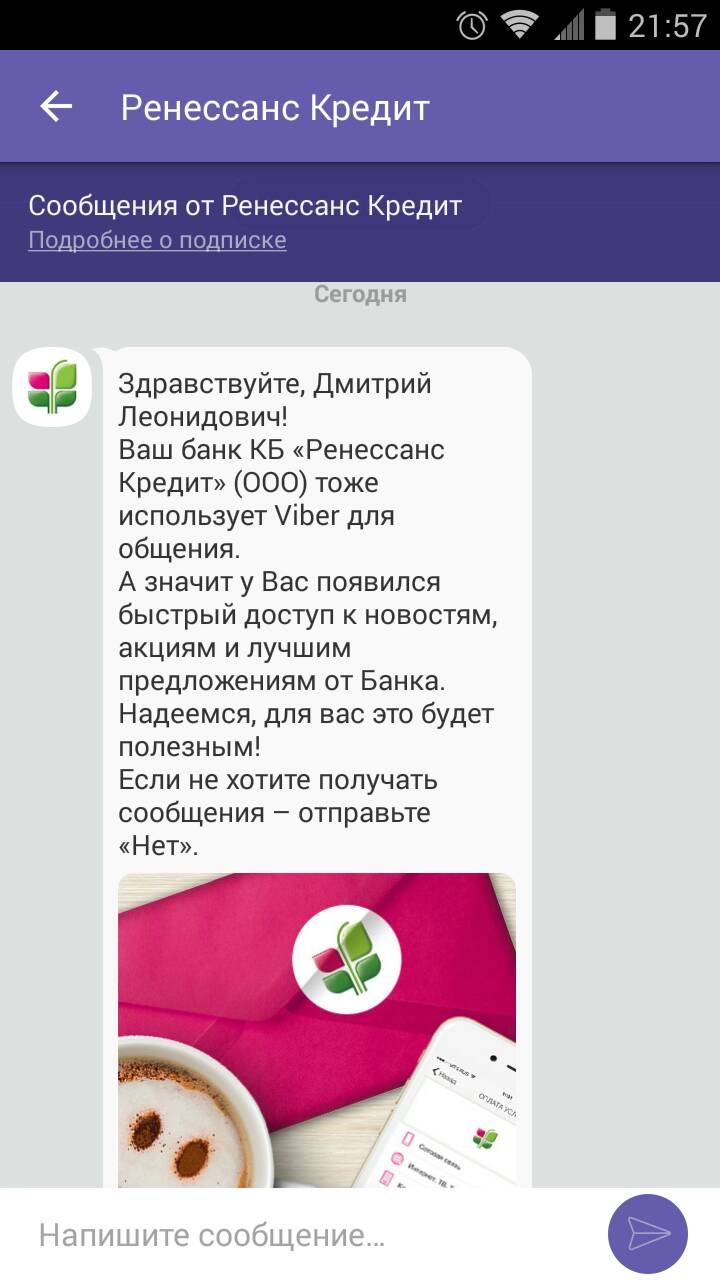 21:57
Ренессанс Кредит
Сообщения от Ренессанс Кредит
Подробнее о подписке
Сегодня
Здравствуйте, Дмитрий
Леонидович!
Ваш банк КБ «Ренессанс
Кредит» (ООО) тоже
использует Viber для
общения.
А значит у Вас появился
быстрый доступ к новостям,
акциям и лучшим
предложениям от Банка.
Надеемся, для вас это будет
полезным!
Если не хотите получать
сообщения – отправьте
«Нет».
Назад
ОПЛАТА УСЛ
Сотовая связь
Интернет, ТВ,
Напишите сообщение...